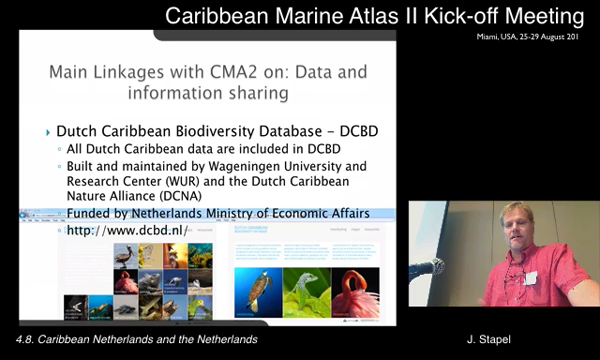 Caribbean Marine Atlas II Kick-off Meeting
Miami, USA, 25-29 August 201
Main Linkages with CMA2 on: Data and
information sharing
Dutch Caribbean Biodiversity Database - DCBD
All Dutch Caribbean data are included in DCBD
Built and maintained by Wageningen University and
Research Center (WUR) and the Dutch Caribbean
Nature Alliance (DCNA)
Funded by Netherlands Ministry of Economic Affairs
http://www.dcbd.nl/
4.8. Caribbean Netherlands and the Netherlands
J. Stapel